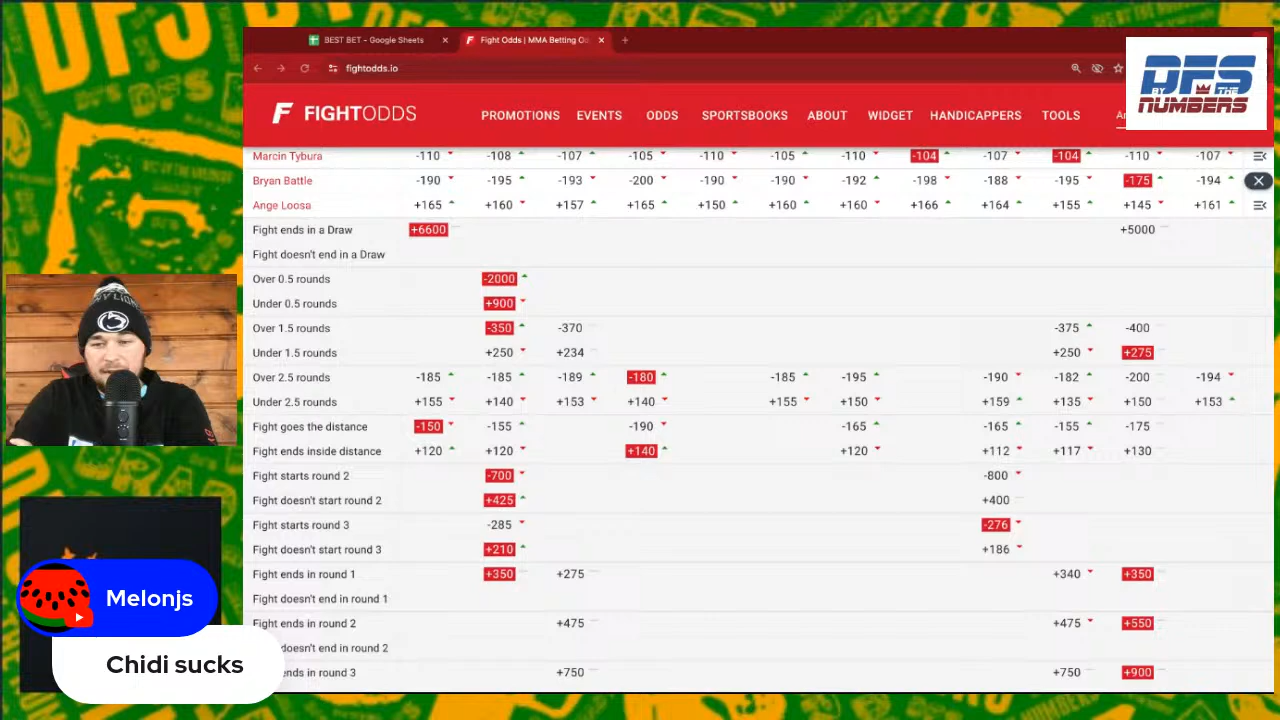 BEST BET - Google Sheets
Fight Odds | MMA Betting Od
fightodds.io
DFS
BY THE
NUMBERS
FIGHTODDS PROMOTIONS EVENTS ODDS SPORTSBOOKS ABOUT WIDGET HANDICAPPERS TOOLS
Marcin Tybura -110 -108 -107 -105 -110 -105 -110 -104 -107 -104 -110 -107
Bryan Battle -190 -195 -193 -200 -190 -190 -192 -198 -188 -195 -175 -194
Ange Loosa +165 +160 +157 +165 +150 +160 +160 +166 +164 +155 +145 +161
Fight ends in a Draw +6600 +5000
Fight doesn't end in a Draw
Over 0.5 rounds -2000
Under 0.5 rounds +900
Over 1.5 rounds -350 -370 -375 -400
Under 1.5 rounds +250 +234 +250 +275
Over 2.5 rounds -185 -185 -189 -180 -185 -195 -190 -182 -200 -194
Under 2.5 rounds +155 +140 +153 +140 +155 +150 +159 +135 +150 +153
Fight goes the distance -150 -155 -190 -165 -165 -155 -175
Fight ends inside distance +120 +120 +140 +120 +112 +117 +130
Fight starts round 2 -700 -800
Fight doesn't start round 2 +425 +400
Fight starts round 3 -285 -276
Fight doesn't start round 3 +210 +186
Fight ends in round 1 +350 +275 +340 +350
Fight doesn't end in round 1
Fight ends in round 2 +475 +475 +550
doesn't end in round 2
ends in round 3 +750 +750 +900
Melonjs
Chidi sucks